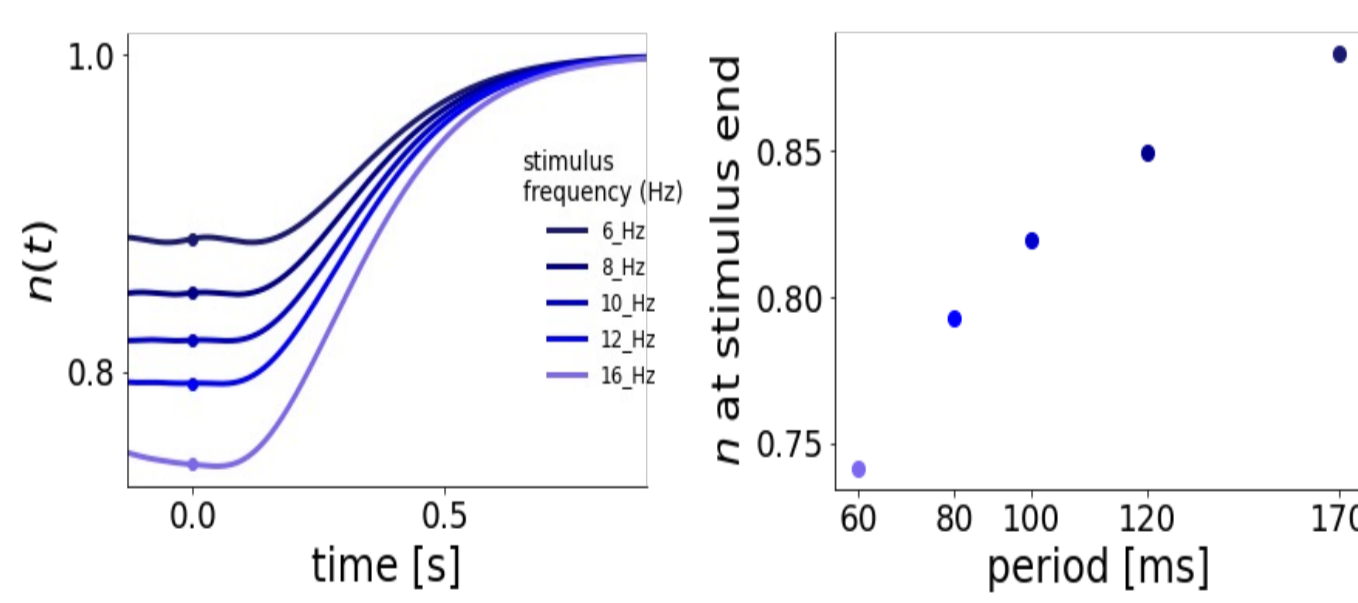 1.0
0.8
n(t)
0.0 0.5
time [s]
stimulus
frequency (Hz)
6_Hz
8_Hz
10_Hz
12_Hz
16_Hz
n at stimulus end
0.85
0.80
0.75
60 80 100 120 170
period [ms]